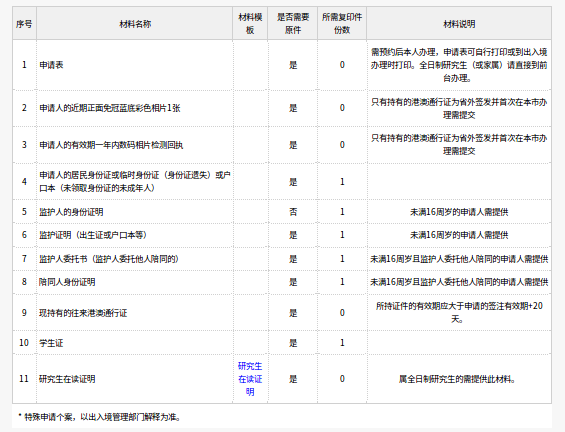 序号 材料名称 材料模板 是否需要原件 所需复印件份数 材料说明
1 申请表 是 0 需预约后本人办理，申请表可自行打印或到出入境办理时打印。全日制研究生（或家属）请直接到前台办理。
2 申请人的近期正面免冠蓝底彩色相片1张 是 0 只有持有的港澳通行证为省外签发并首次在本市办理需提交
3 申请人的有效期一年内数码相片检测回执 是 0 只有持有的港澳通行证为省外签发并首次在本市办理需提交
4 申请人的居民身份证或临时身份证（身份证遗失）或户口本（未领取身份证的未成年人） 是 1
5 监护人的身份证明 否 1 未满16周岁的申请人需提供
6 监护证明（出生证或户口本等） 是 1 未满16周岁的申请人需提供
7 监护人委托书（监护人委托他人陪同的） 是 1 未满16周岁且监护人委托他人陪同的申请人需提供
8 陪同人身份证明 是 1 未满16周岁且监护人委托他人陪同的申请人需提供
9 现持有的往来港澳通行证 是 0 所持证件的有效期应大于申请的签注有效期+20天。
10 学生证 是 1
11 研究生在读证明 研究生在读证明 是 0 属全日制研究生的需提供此材料。
* 特殊申请个案，以出入境管理部门解释为准。